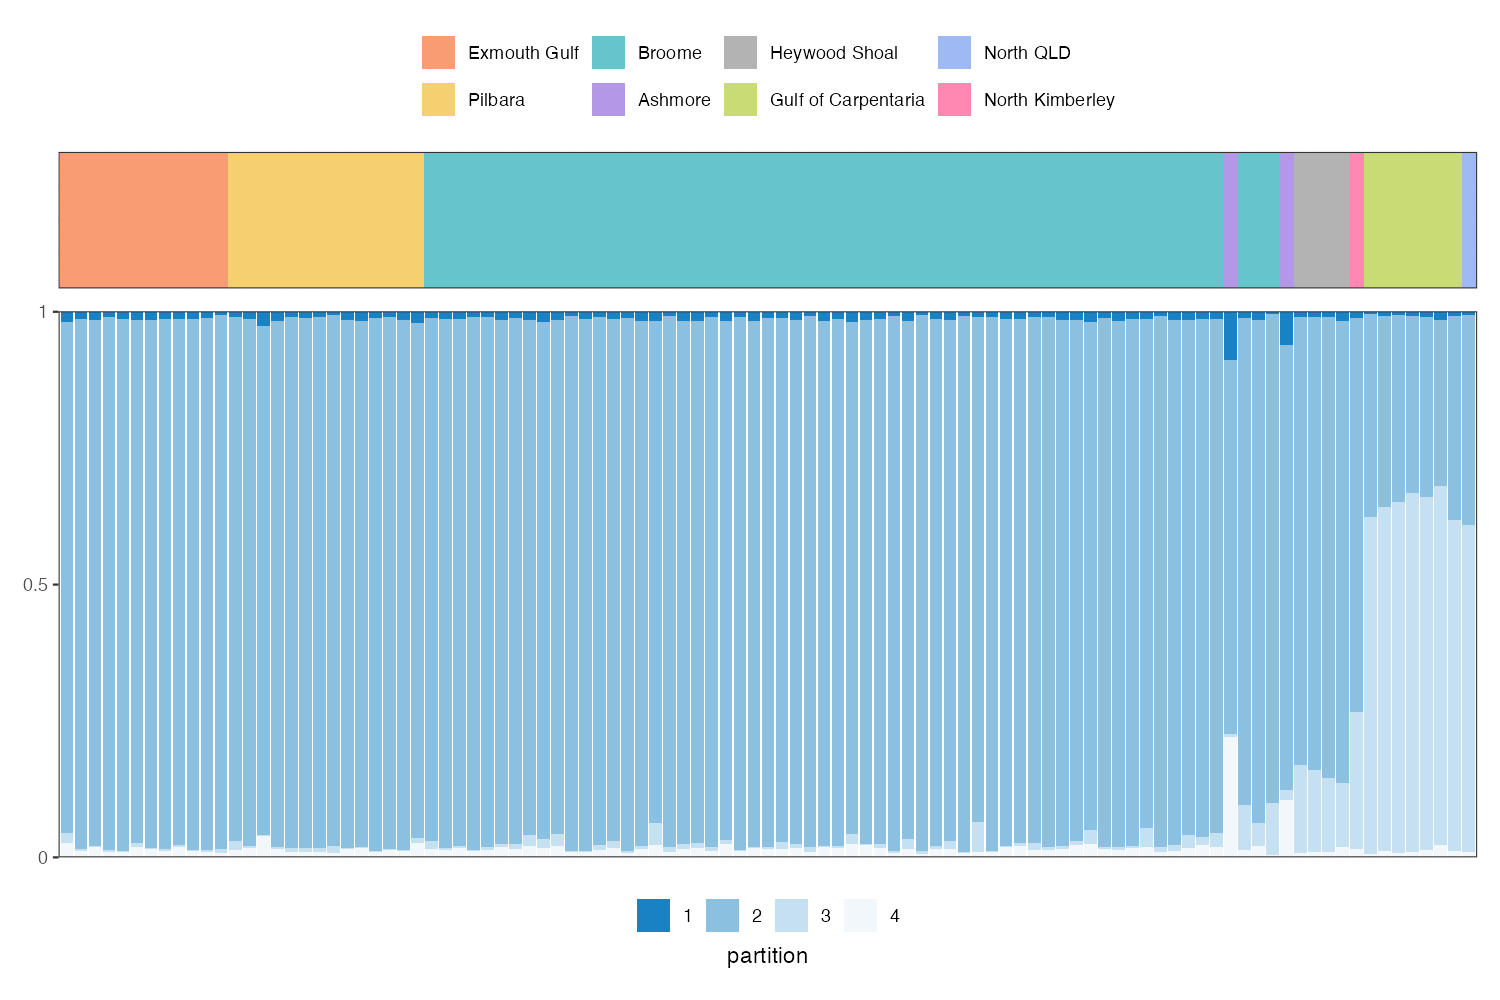 Exmouth Gulf Broome Heywood Shoal North QLD
Pilbara Ashmore Gulf of Carpentaria North Kimberley
1
0.5
0
1 2 3 4
partition